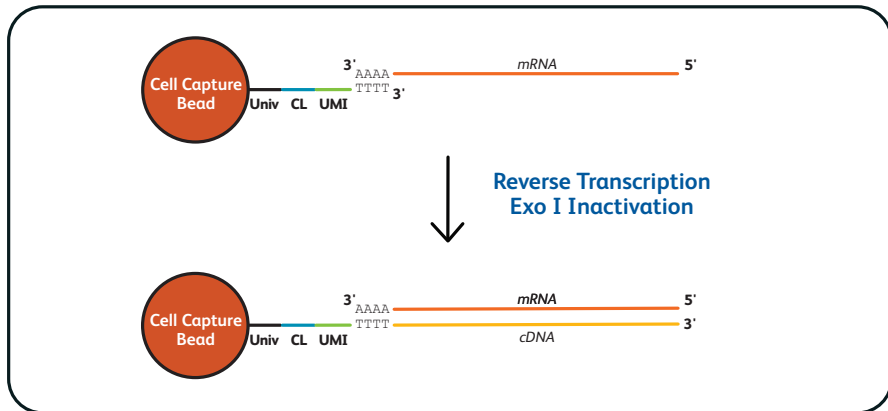 3' mRNA 5'
AAAA
Cell Capture
Bead
TTTT 3'
Univ CL UMI
Reverse Transcription
Exo I Inactivation
3' mRNA 5'
AAAA
Cell Capture
Bead
TTTT 3'
Univ CL UMI
cDNA